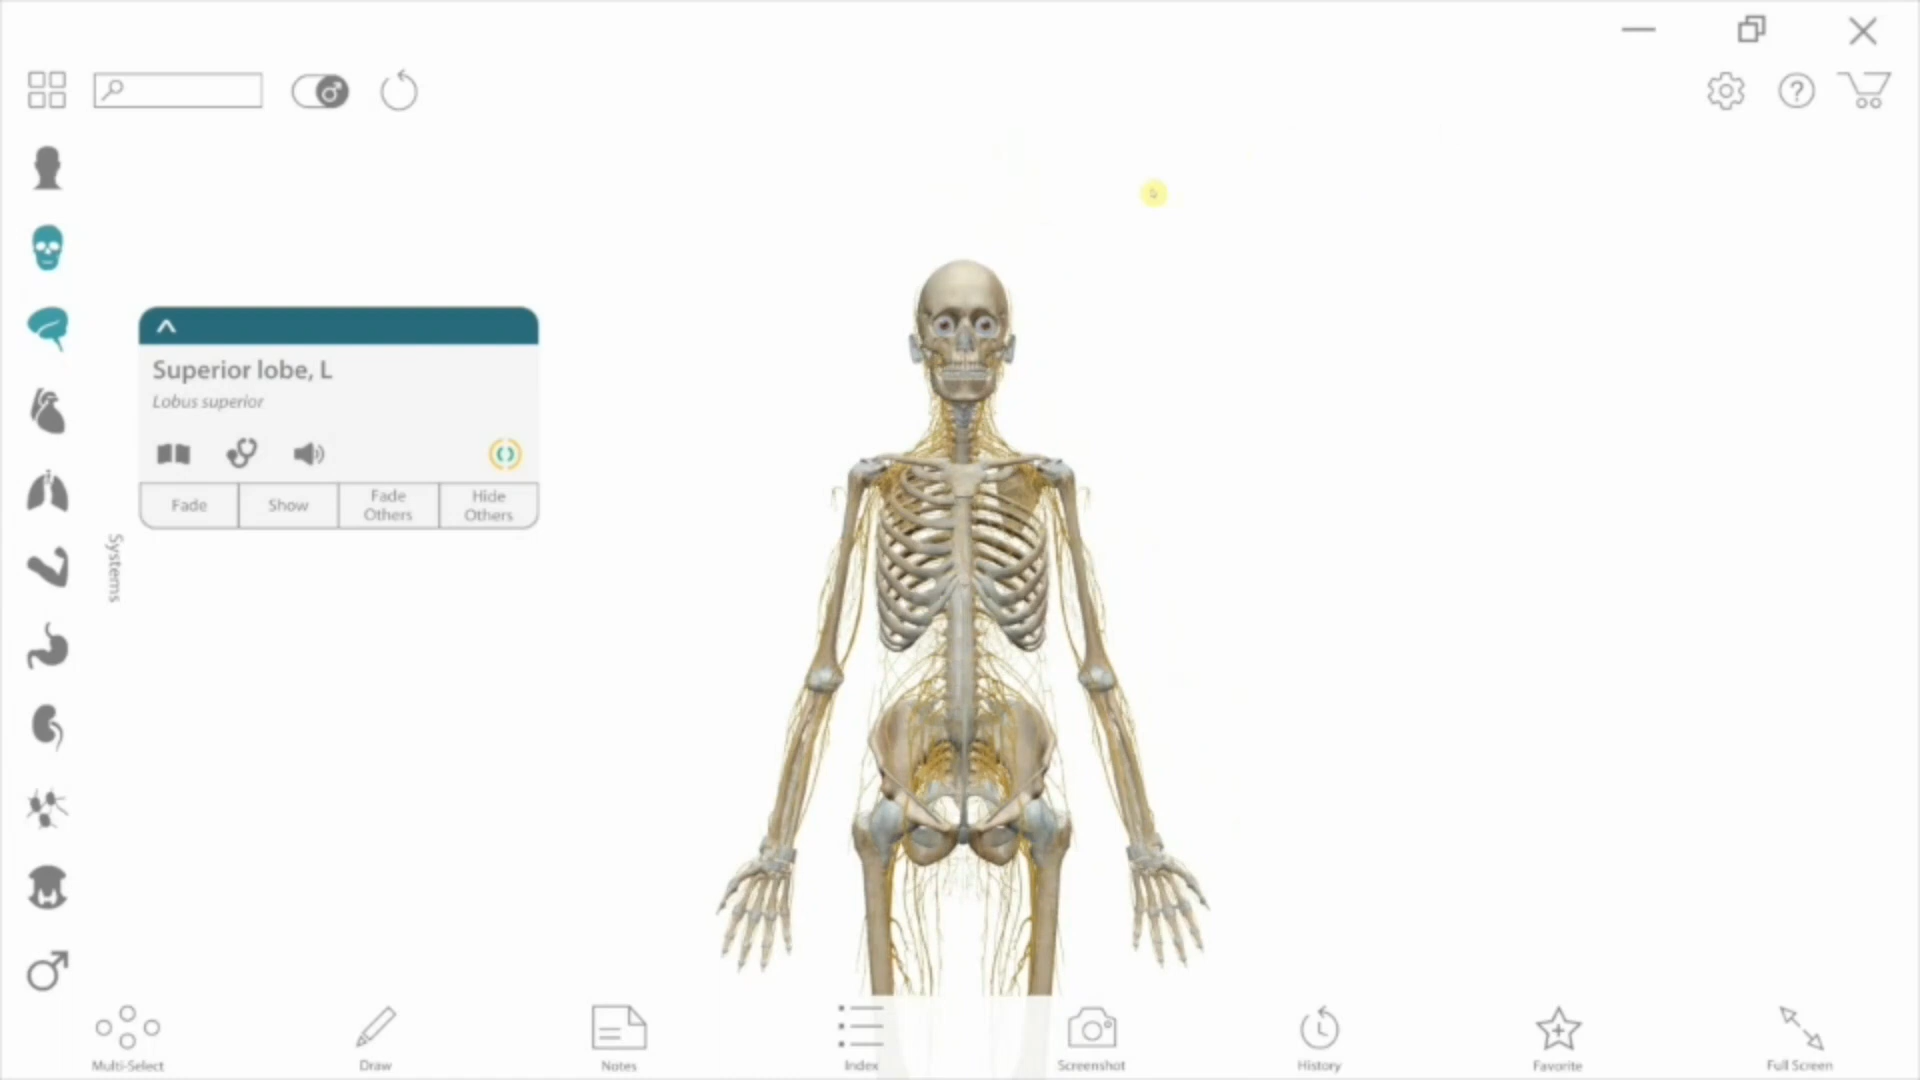 Superior lobe, L
Lobus superior
Fade
Show
Fade
Others
Hide
Others
Systems
Multi-Select
Draw
Notes
Index
Screenshot
History
Favorite
Full Screen